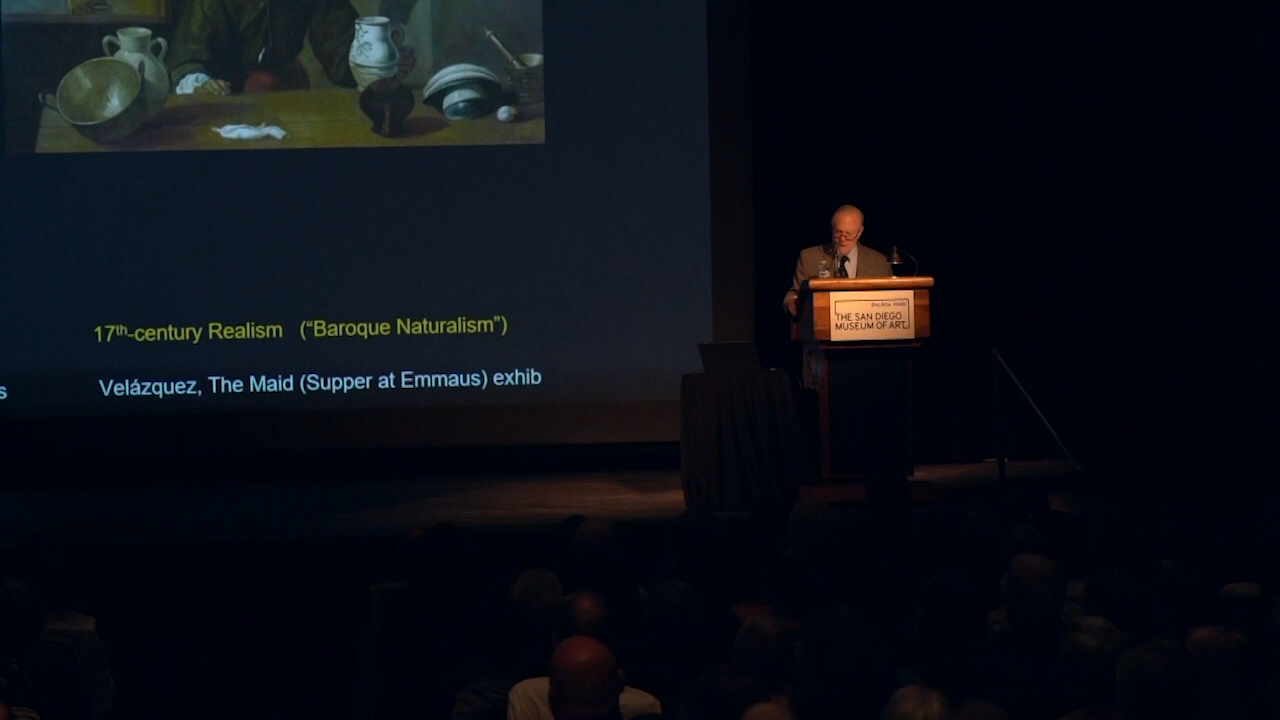 17th-century Realism ("Baroque Naturalism")
s
Velázquez, The Maid (Supper at Emmaus) exhib
BALBOA PARK
THE SAN DIEGO
MUSEUM OF ART